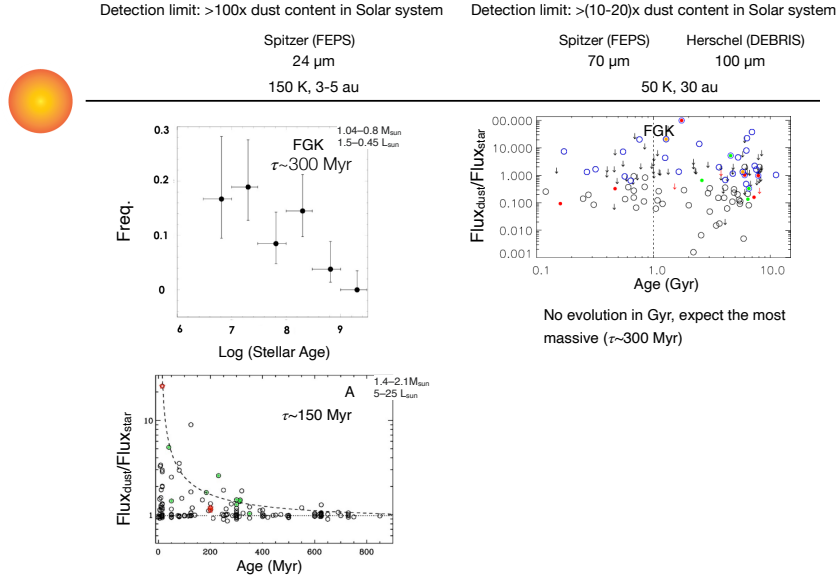 Detection limit: >100x dust content in Solar system
Detection limit: >(10-20)x dust content in Solar system
Spitzer (FEPS)
24 µm
Spitzer (FEPS)
70 µm
Herschel (DEBRIS)
100 µm
150 K, 3-5 au
50 K, 30 au
0.3
0.2
0.1
0
Freq.
FGK
1.04–0.8 Msun
1.5–0.45 Lsun
τ~300 Myr
6
7
8
9
Log (Stellar Age)
00.000
0.000
1.000
0.100
0.010
0.001
Fluxdust/Fluxstar
FGK
0.1
1.0
10.0
Age (Gyr)
No evolution in Gyr, expect the most
massive (τ~300 Myr)
10
1
Fluxdust/Fluxstar
A
1.4–2.1Msun
5–25 Lsun
τ~150 Myr
0
200
400
600
800
Age (Myr)